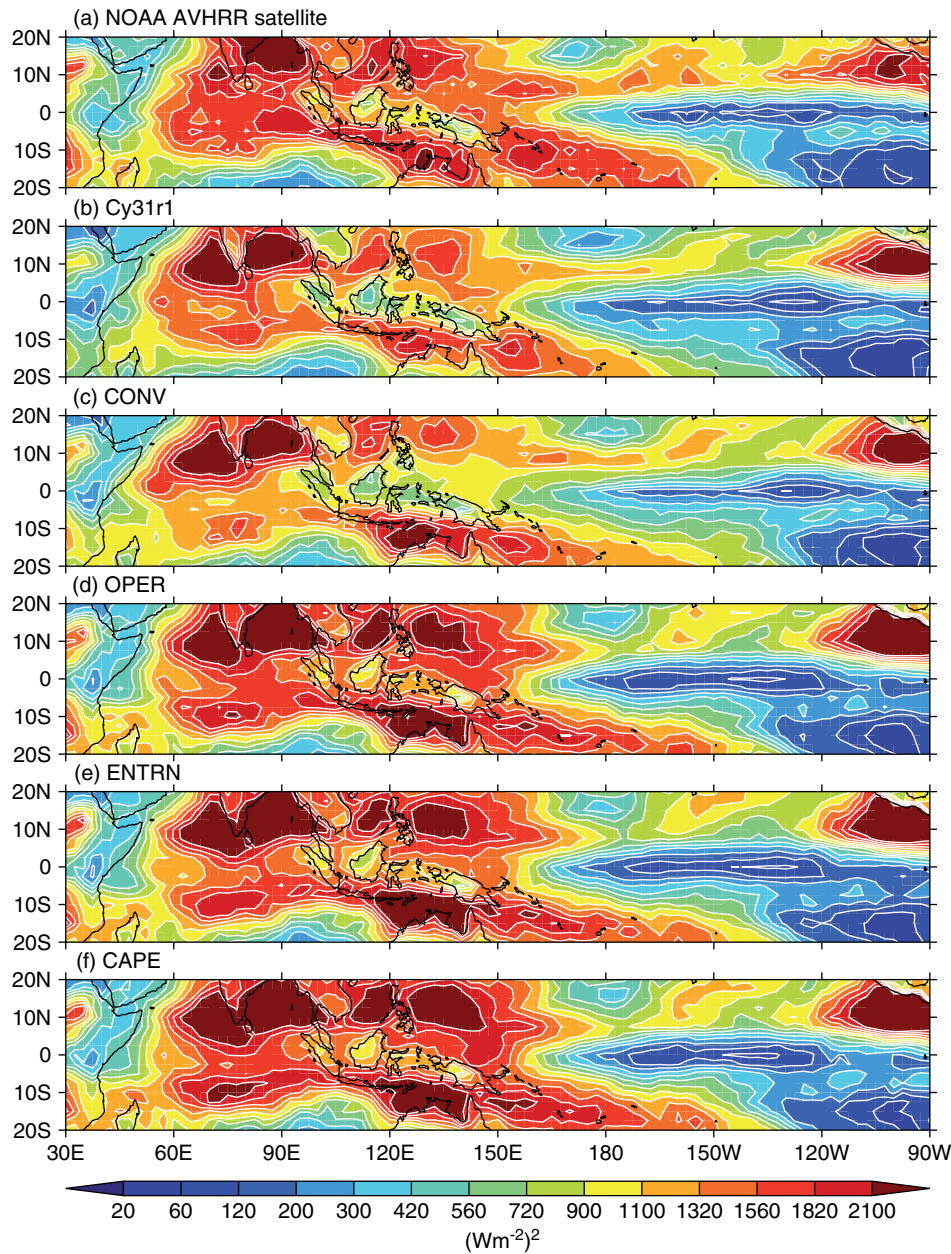 (a) NOAA AVHRR satellite
20N
10N
0
10S
20S
(b) Cy31r1
20N
10N
0
10S
20S
(c) CONV
20N
10N
0
10S
20S
(d) OPER
20N
10N
0
10S
20S
(e) ENTRN
20N
10N
0
10S
20S
(f) CAPE
20N
10N
0
10S
20S
30E 60E 90E 120E 150E 180 150W 120W 90W
20 60 120 200 300 420 560 720 900 1100 1320 1560 1820 2100
(Wm⁻²)²